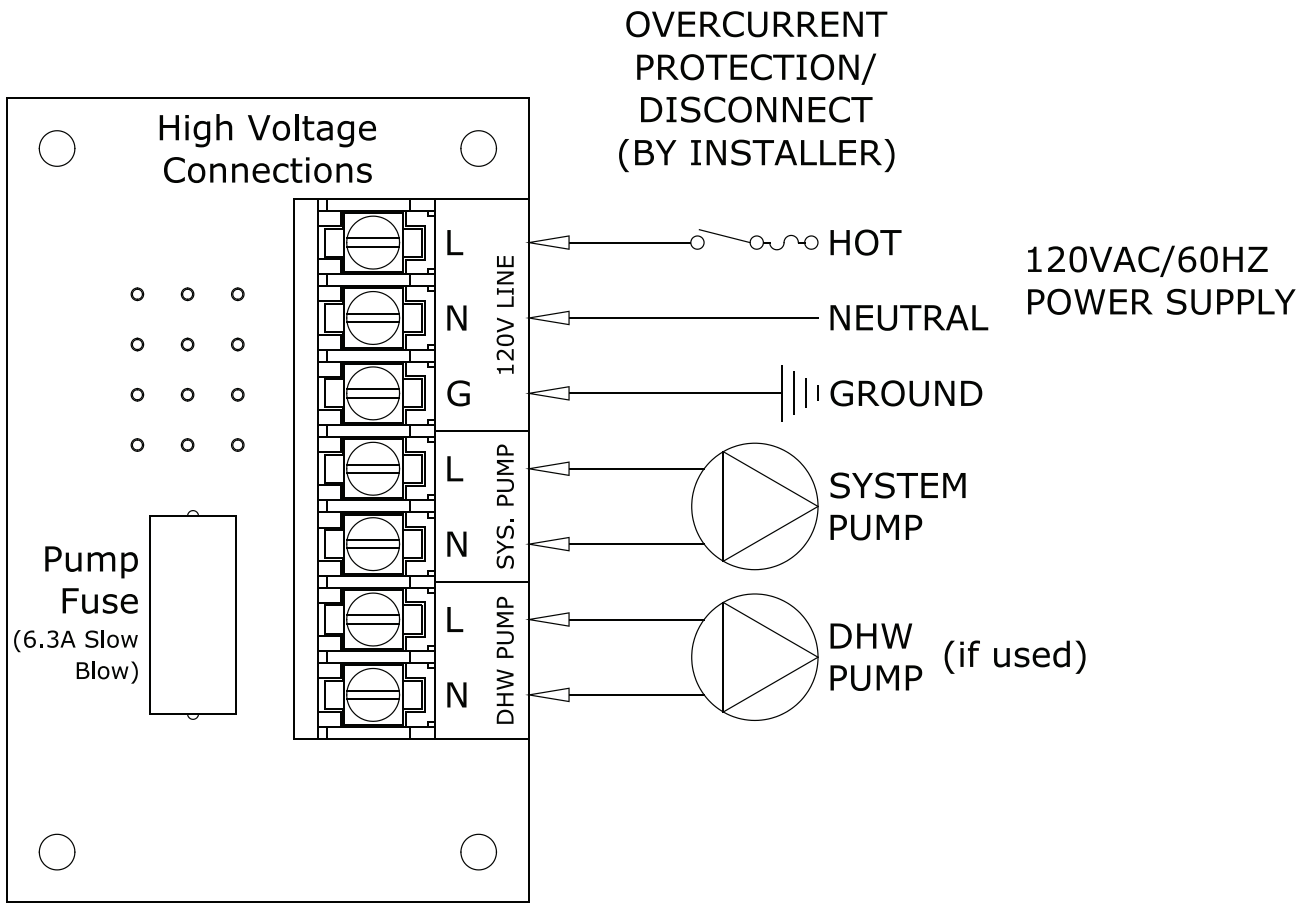 OVERCURRENT
PROTECTION/
DISCONNECT
(BY INSTALLER)
High Voltage
Connections
L
N
G
120V LINE
L
N
SYS. PUMP
L
N
DHW PUMP
HOT
NEUTRAL
GROUND
120VAC/60HZ
POWER SUPPLY
SYSTEM
PUMP
DHW
PUMP
(if used)
Pump
Fuse
(6.3A Slow
Blow)